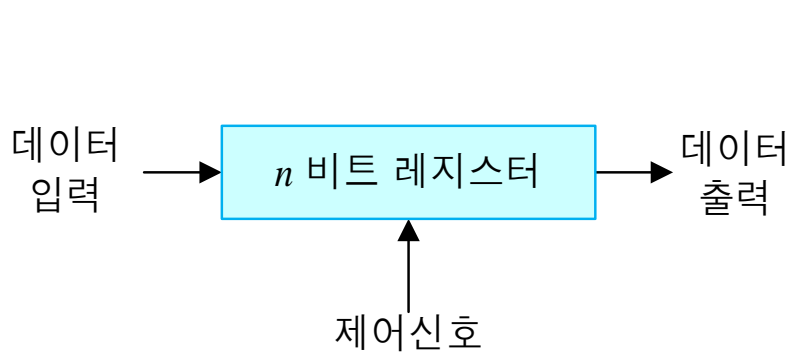 데이터
입력
n 비트 레지스터
데이터
출력
제어신호